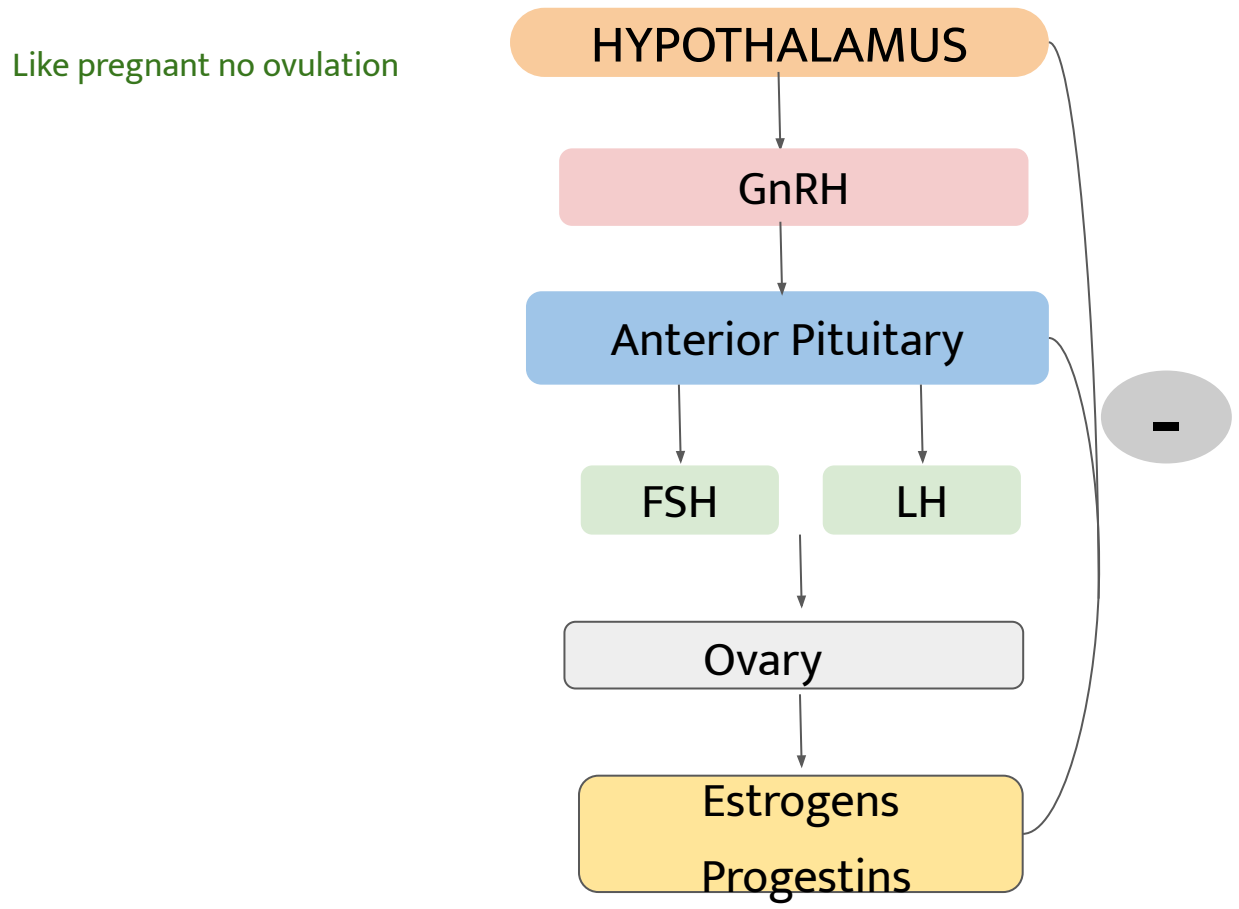 HYPOTHALAMUS
Like pregnant no ovulation
GnRH
Anterior Pituitary
-
FSH
LH
Ovary
Estrogens
Progestins